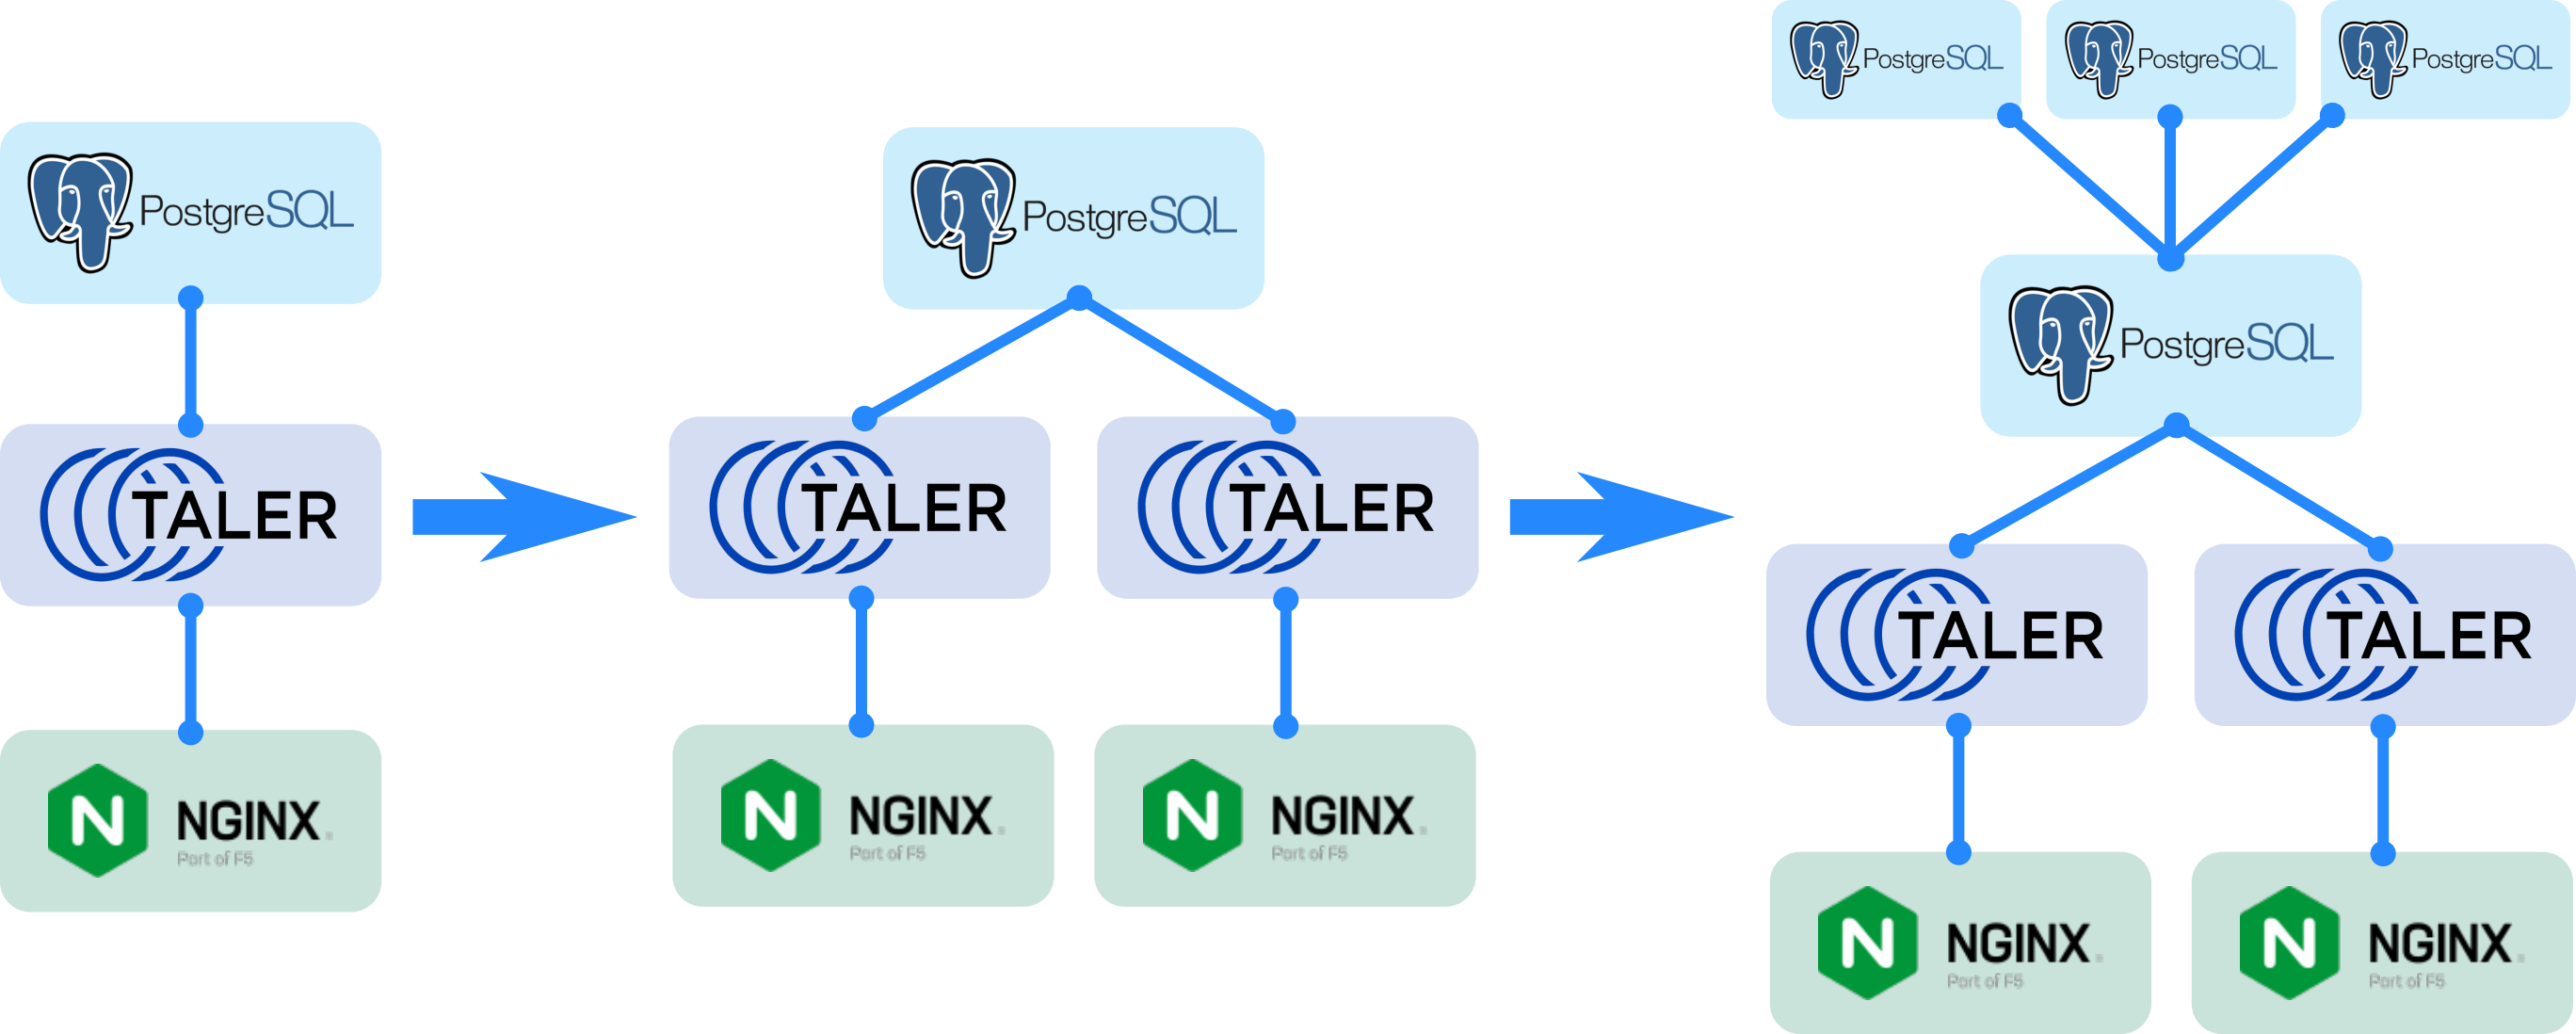 PostgreSQL
TALER
NGINX
Part of F5
PostgreSQL
TALER
TALER
NGINX
Part of F5
NGINX
Part of F5
PostgreSQL
PostgreSQL
PostgreSQL
PostgreSQL
TALER
TALER
NGINX
Part of F5
NGINX
Part of F5